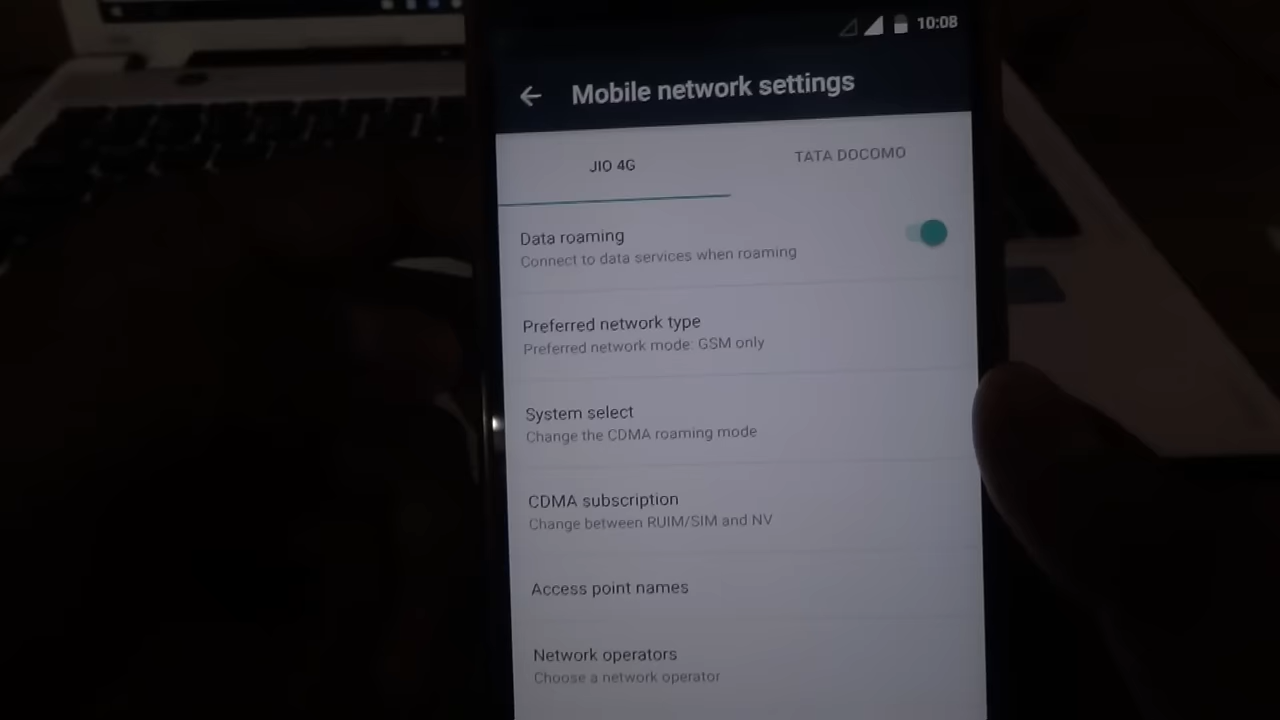 10:08
Mobile network settings
JIO 4G
TATA DOCOMO
Data roaming
Connect to data services when roaming
Preferred network type
Preferred network mode: GSM only
System select
Change the CDMA roaming mode
CDMA subscription
Change between RUIM/SIM and NV
Access point names
Network operators
Choose a network operator